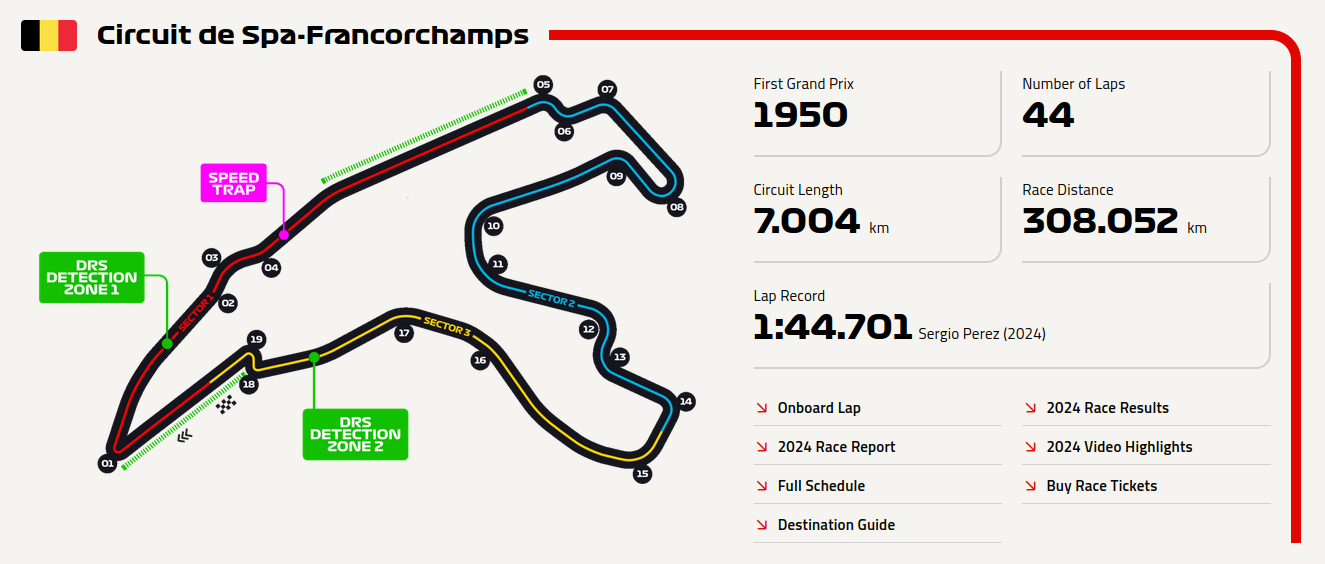 Circuit de Spa-Francorchamps
05
07
06
SPEED
TRAP
09
08
10
03
04
DRS
DETECTION
ZONE 1
11
SECTOR 2
02
SECTOR 1
12
SECTOR 3
19
17
13
16
18
14
DRS
DETECTION
ZONE 2
01
15
First Grand Prix
1950
Number of Laps
44
Circuit Length
7.004 km
Race Distance
308.052 km
Lap Record
1:44.701 Sergio Perez (2024)
Onboard Lap
2024 Race Results
2024 Race Report
2024 Video Highlights
Full Schedule
Buy Race Tickets
Destination Guide